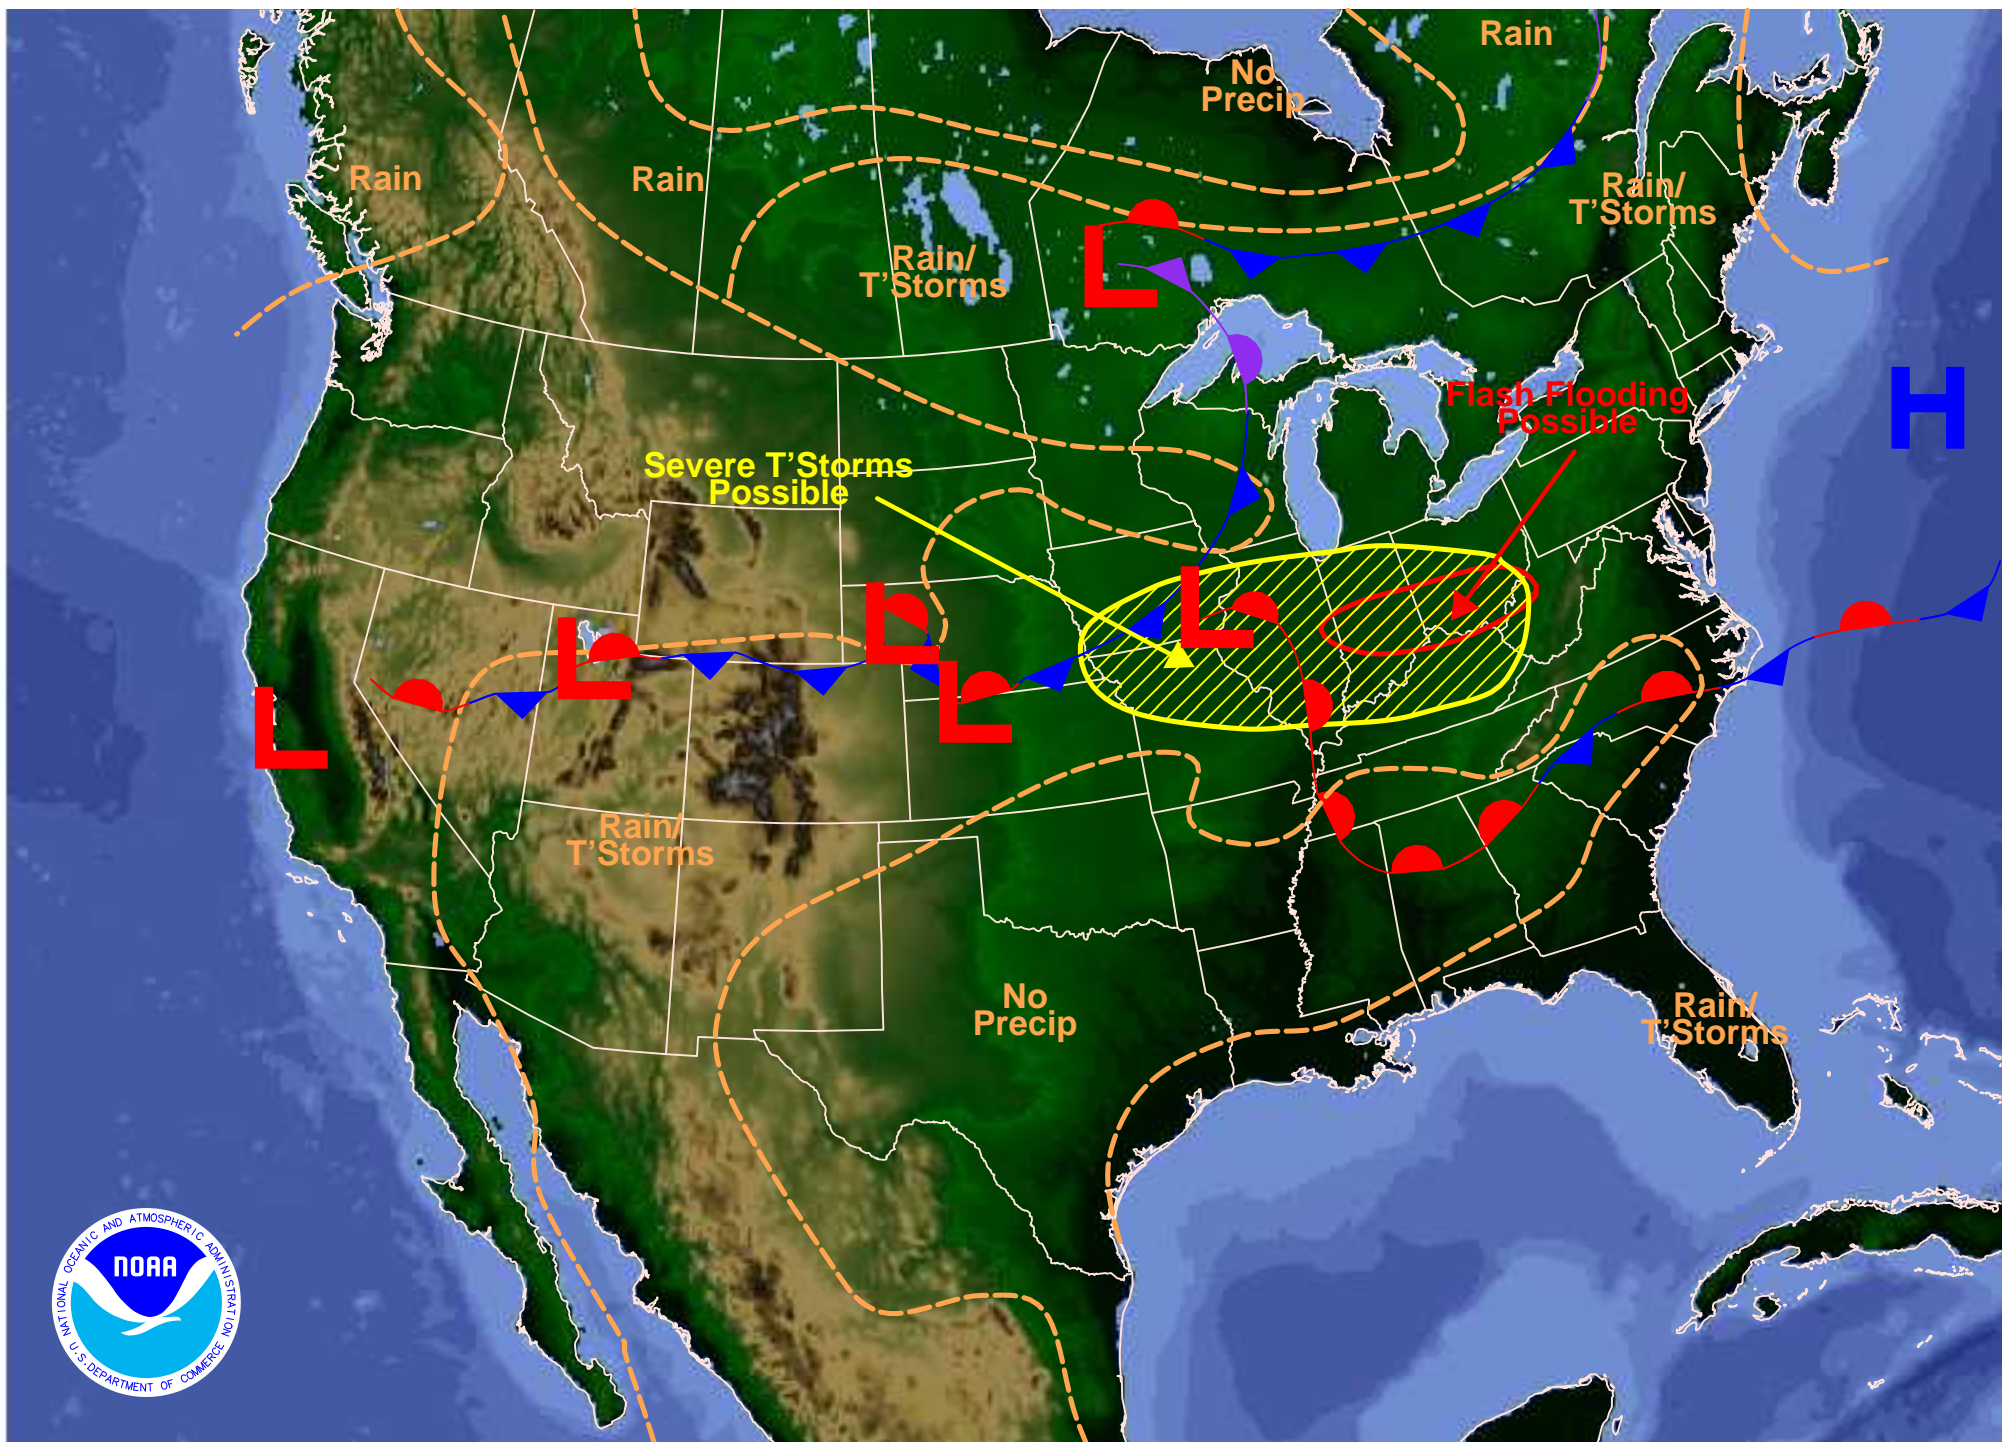 Rain
No
Precip
Rain
Rain
Rain/
T'Storms
Rain/
T'Storms
Flash Flooding
Possible
H
L
Severe T'Storms
Possible
L
L
L
L
L
Rain/
T'Storms
No
Precip
Rain/
T'Storms
NATIONAL OCEANIC AND ATMOSPHERIC ADMINISTRATION
NOAA
U.S. DEPARTMENT OF COMMERCE